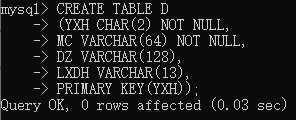 mysql> CREATE TABLE D
-> (YXH CHAR(2) NOT NULL,
-> MC VARCHAR(64) NOT NULL,
-> DZ VARCHAR(128),
-> LXDH VARCHAR(13),
-> PRIMARY KEY(YXH));
Query OK, 0 rows affected (0.03 sec)